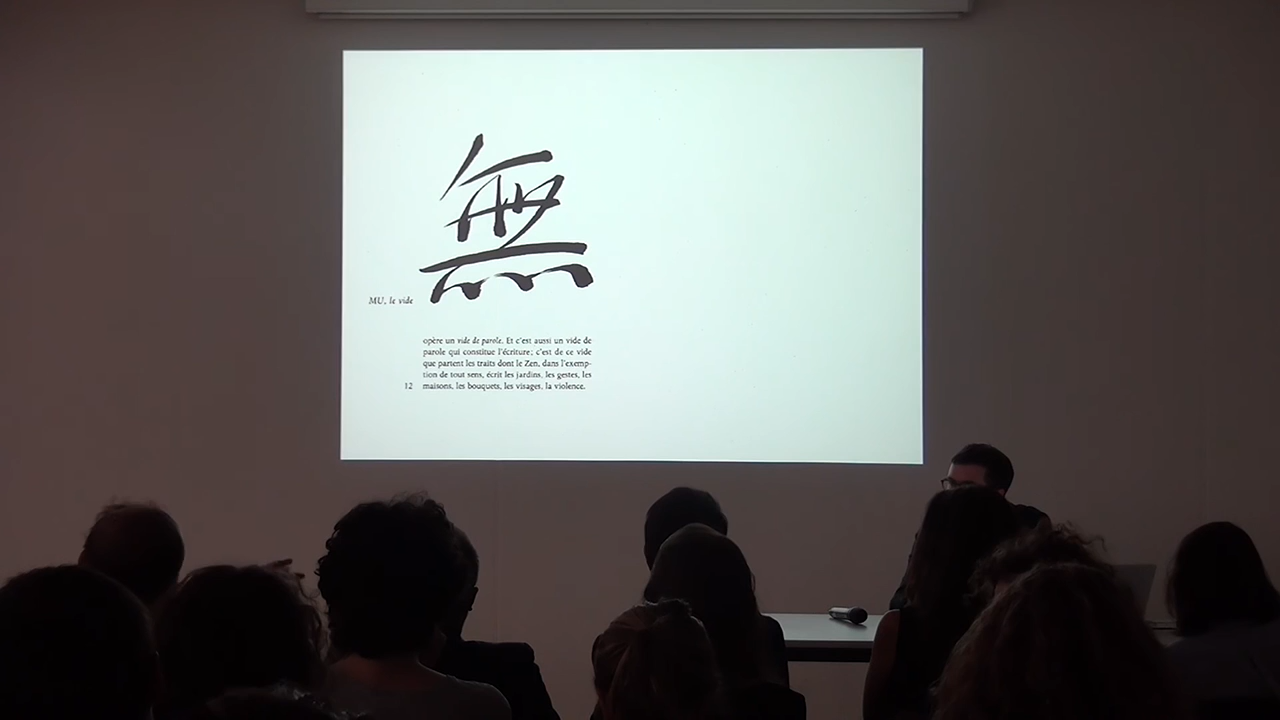 無
MU, le vide
opère un vide de parole. Et c'est aussi un vide de
parole qui constitue l'écriture; c'est de ce vide
que partent les traits dont le Zen, dans l'exemp-
tion de tout sens, écrit les jardins, les gestes, les
maisons, les bouquets, les visages, la violence.
12